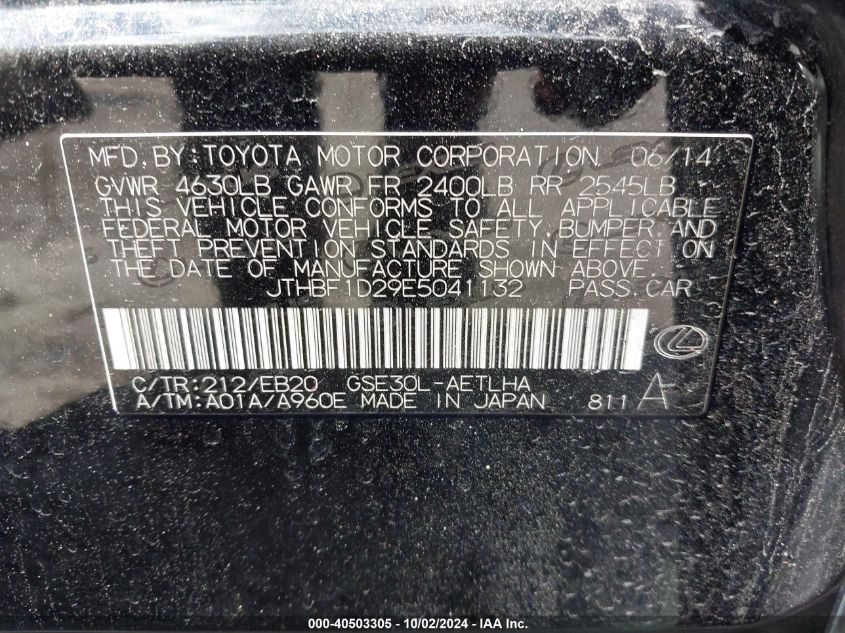 MFD.BY:TOYOTA MOTOR CORPORATION 06/14
GVWR 4630LB GAWR FR 2400LB RR 2545LB
THIS VEHICLE CONFORMS TO ALL APPLICABLE
FEDERAL MOTOR VEHICLE SAFETY,BUMPER AND
THEFT PREVENTION STANDARDS IN EFFECT ON
THE DATE OF MANUFACTURE SHOWN ABOVE.
JTHBF1D29E5041132 PASS.CAR
C/TR:212/EB20 GSE30L-AETLHA
A/TM:A01A/A960E MADE IN JAPAN 811 A
000-40503305 - 10/02/2024 - IAA Inc.